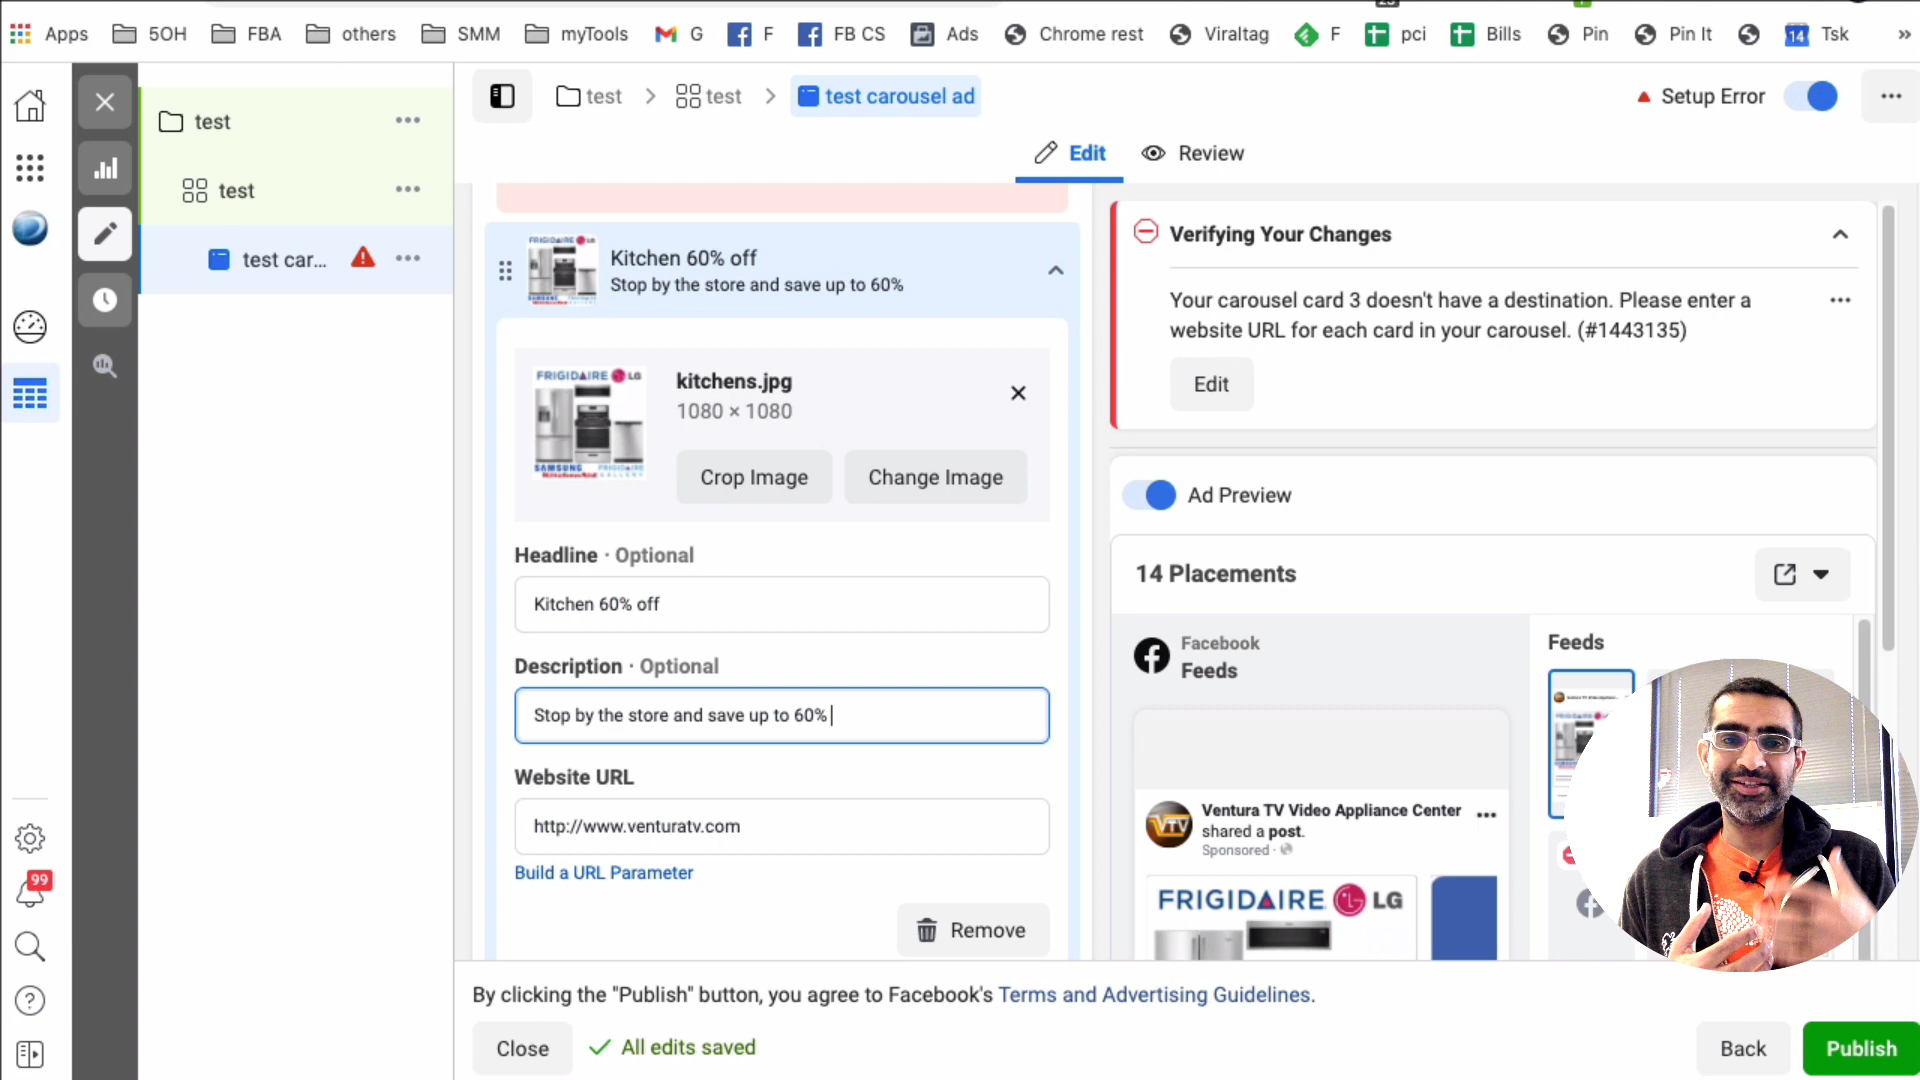 Apps 5OH FBA others SMM myTools G F FB CS Ads Chrome rest Viraltag F pci Bills Pin Pin It 14 Tsk »
test
test
test car...
test > test > test carousel ad
Setup Error
Edit Review
Kitchen 60% off
Stop by the store and save up to 60%
FRIGIDAIRE LG
SAMSUNG
kitchens.jpg
1080 × 1080
Crop Image Change Image
Headline · Optional
Kitchen 60% off
Description · Optional
Stop by the store and save up to 60%
Website URL
http://www.venturatv.com
Build a URL Parameter
Remove
Verifying Your Changes
Your carousel card 3 doesn't have a destination. Please enter a
website URL for each card in your carousel. (#1443135)
Edit
Ad Preview
14 Placements
Facebook
Feeds
Feeds
VTV
Ventura TV Video Appliance Center
shared a post.
Sponsored ·
FRIGIDAIRE LG
99
By clicking the "Publish" button, you agree to Facebook's Terms and Advertising Guidelines.
Close All edits saved
Back Publish